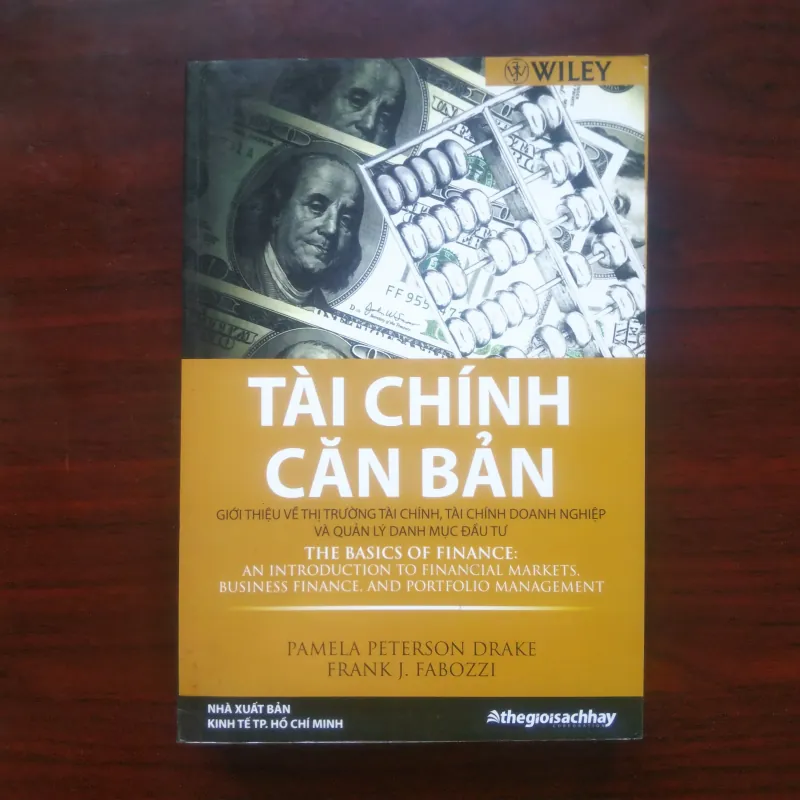 WILEY
FF955
TÀI CHÍNH
CĂN BẢN
GIỚI THIỆU VỀ THỊ TRƯỜNG TÀI CHÍNH, TÀI CHÍNH DOANH NGHIỆP
VÀ QUẢN LÝ DANH MỤC ĐẦU TƯ
THE BASICS OF FINANCE:
AN INTRODUCTION TO FINANCIAL MARKETS,
BUSINESS FINANCE, AND PORTFOLIO MANAGEMENT
PAMELA PETERSON DRAKE
FRANK J. FABOZZI
NHÀ XUẤT BẢN
KINH TẾ TP. HỒ CHÍ MINH
thegioisachhay
CORPORATION